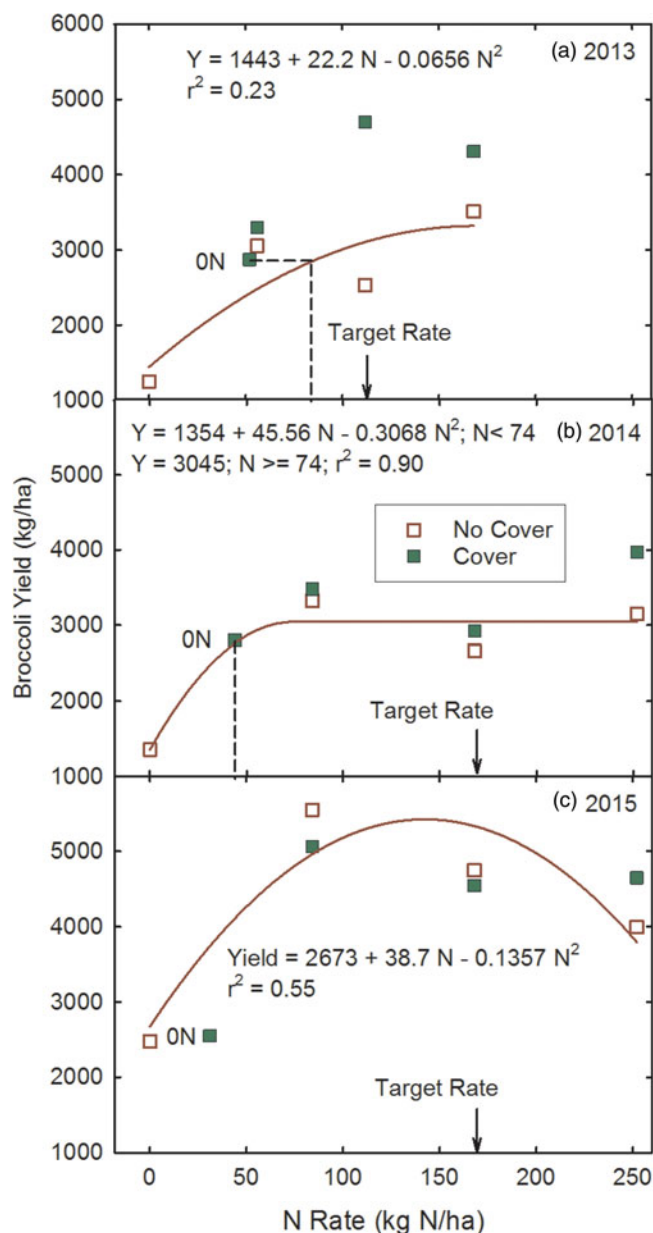 6000
Y = 1443 + 22.2 N - 0.0656 N²
(a) 2013
r² = 0.23
5000
4000
3000
0N
2000
Target Rate
1000
Y = 1354 + 45.56 N - 0.3068 N²; N< 74
(b) 2014
Y = 3045; N >= 74; r² = 0.90
5000
No Cover
Cover
4000
3000
0N
Target Rate
2000
1000
(c) 2015
5000
4000
Yield = 2673 + 38.7 N - 0.1357 N²
r² = 0.55
3000
0N
2000
Target Rate
1000
Broccoli Yield (kg/ha)
0 50 100 150 200 250
N Rate (kg N/ha)